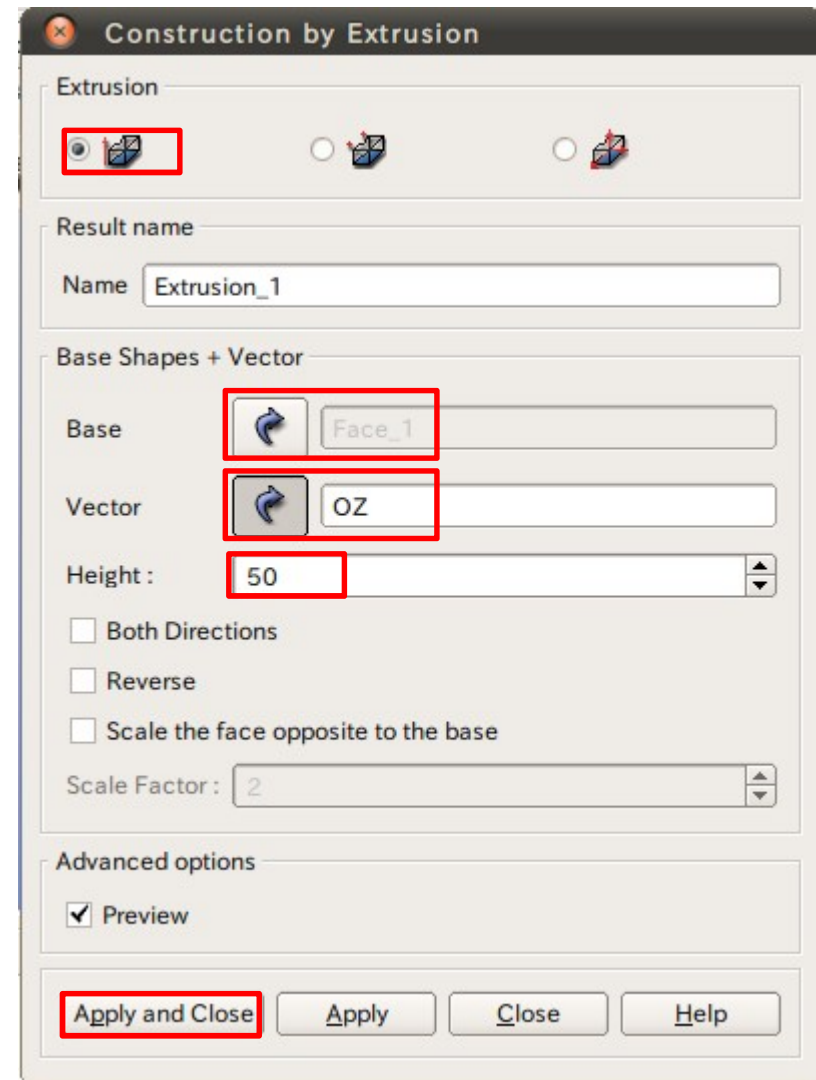 Construction by Extrusion
Extrusion
Result name
Name Extrusion_1
Base Shapes + Vector
Base Face_1
Vector OZ
Height : 50
Both Directions
Reverse
Scale the face opposite to the base
Scale Factor : 2
Advanced options
Preview
Apply and Close Apply Close Help